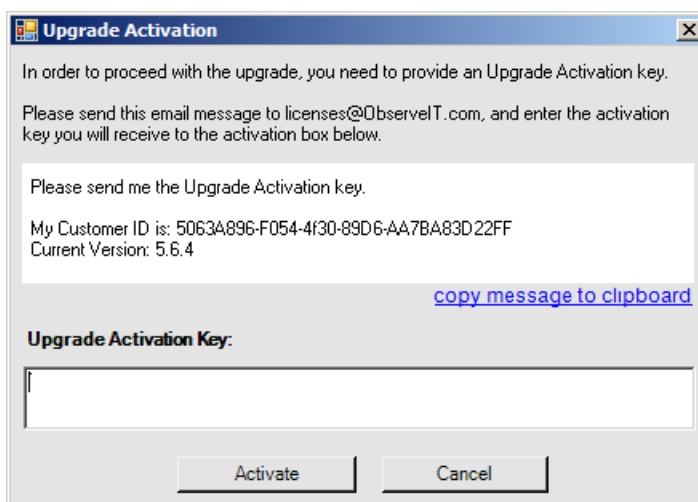 Upgrade Activation
In order to proceed with the upgrade, you need to provide an Upgrade Activation key.
Please send this email message to licenses@ObserveIT.com, and enter the activation
key you will receive to the activation box below.
Please send me the Upgrade Activation key.
My Customer ID is: 5063A896-F054-4f30-89D6-AA7BA83D22FF
Current Version: 5.6.4
copy message to clipboard
Upgrade Activation Key:
Activate
Cancel